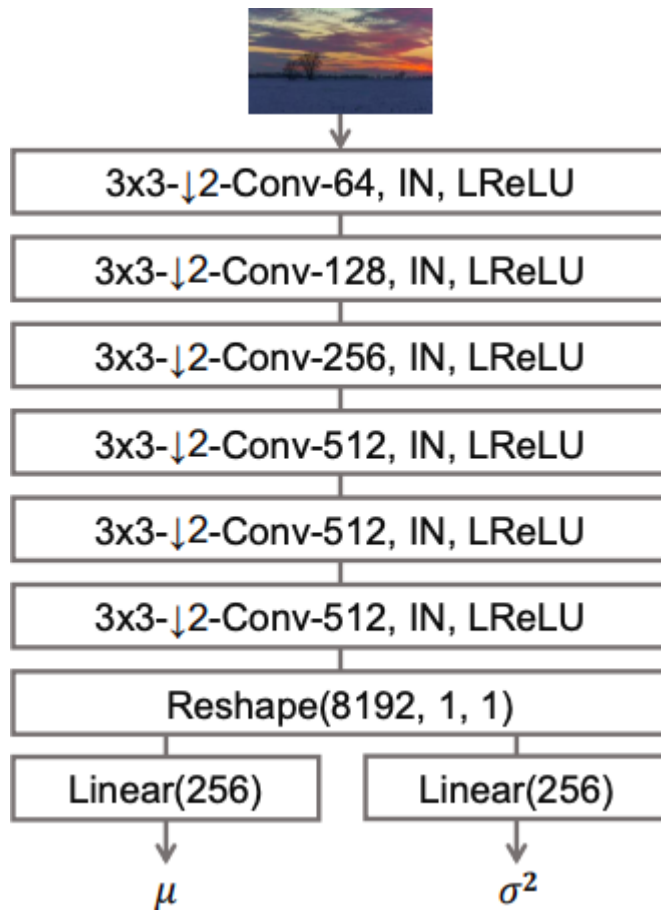 3x3-↓2-Conv-64, IN, LReLU
3x3-↓2-Conv-128, IN, LReLU
3x3-↓2-Conv-256, IN, LReLU
3x3-↓2-Conv-512, IN, LReLU
3x3-↓2-Conv-512, IN, LReLU
3x3-↓2-Conv-512, IN, LReLU
Reshape(8192, 1, 1)
Linear(256) Linear(256)
μ σ²